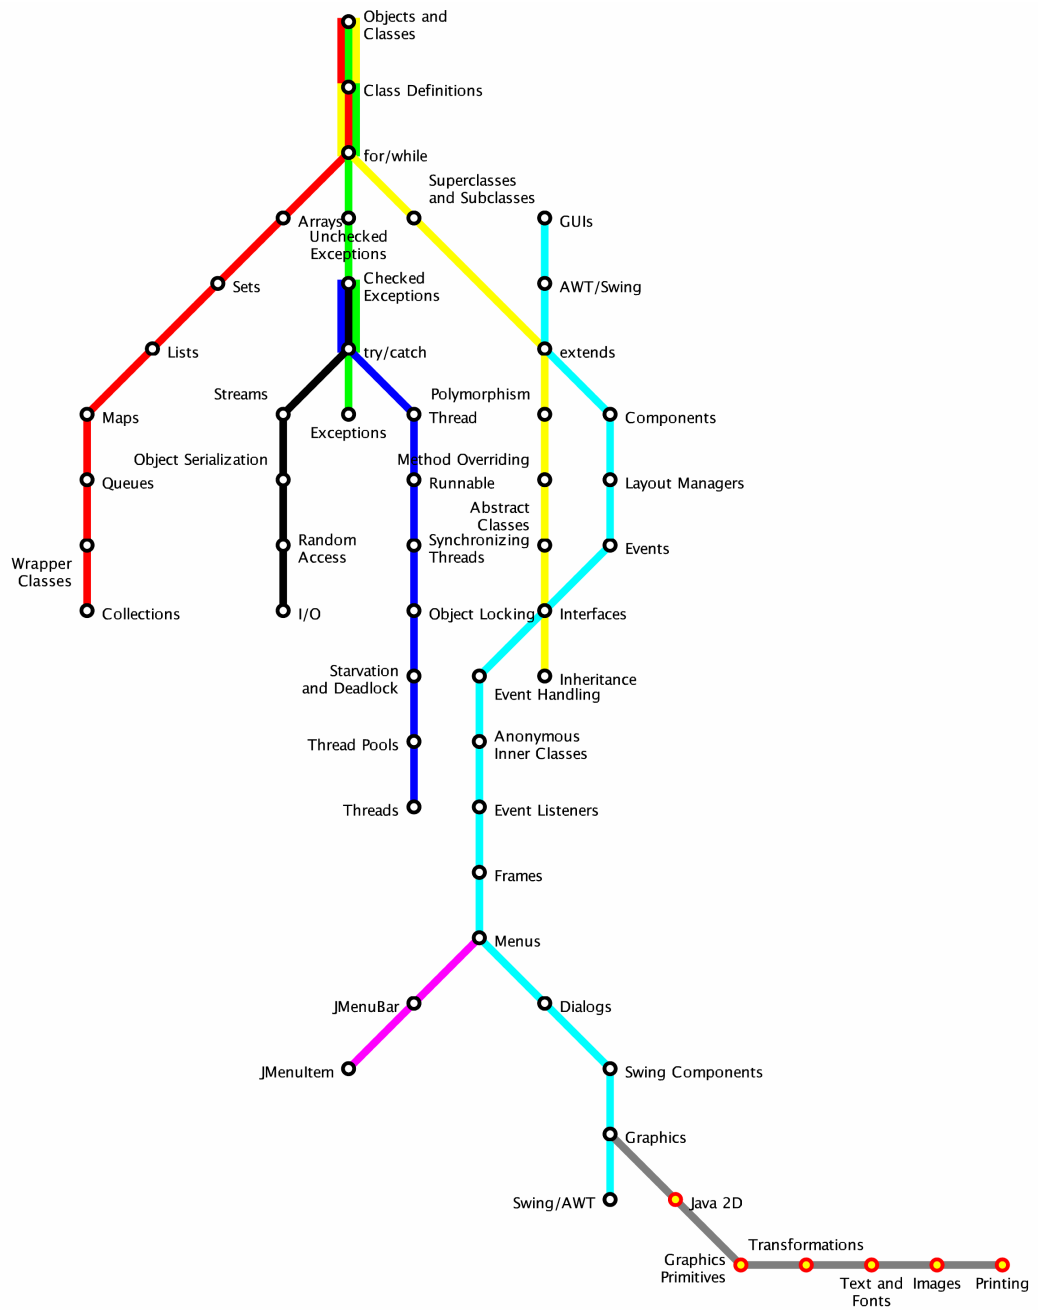 Objects and
Classes
Class Definitions
for/while
Superclasses
and Subclasses
Arrays
GUIs
Unchecked
Exceptions
Checked
Exceptions
Sets
AWT/Swing
Lists
try/catch
extends
Streams
Polymorphism
Maps
Exceptions
Thread
Components
Object Serialization
Method Overriding
Queues
Runnable
Layout Managers
Abstract
Classes
Random
Access
Synchronizing
Threads
Events
Wrapper
Classes
Collections
I/O
Object Locking
Interfaces
Starvation
and Deadlock
Inheritance
Event Handling
Thread Pools
Anonymous
Inner Classes
Threads
Event Listeners
Frames
Menus
JMenuBar
Dialogs
JMenuItem
Swing Components
Graphics
Swing/AWT
Java 2D
Transformations
Graphics
Primitives
Text and
Fonts
Images
Printing